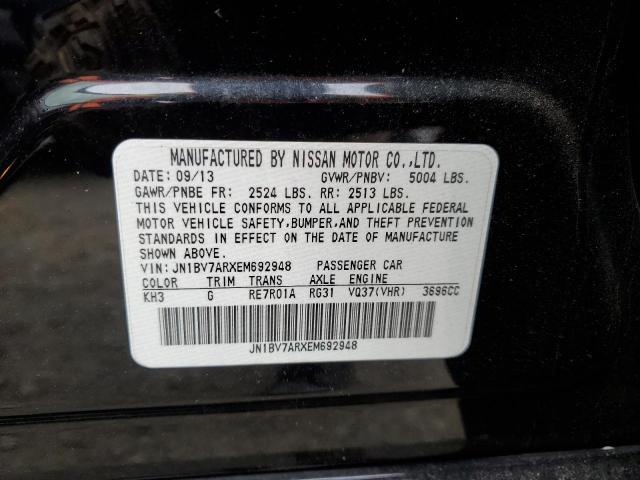 MANUFACTURED BY NISSAN MOTOR CO.,LTD.
DATE: 09/13 GVWR/PNBV: 5004 LBS.
GAWR/PNBE FR: 2524 LBS. RR: 2513 LBS.
THIS VEHICLE CONFORMS TO ALL APPLICABLE FEDERAL
MOTOR VEHICLE SAFETY,BUMPER,AND THEFT PREVENTION
STANDARDS IN EFFECT ON THE DATE OF MANUFACTURE
SHOWN ABOVE.
VIN:JN1BV7ARXEM692948 PASSENGER CAR
COLOR TRIM TRANS AXLE ENGINE
KH3 G RE7R01A RG31 VQ37(VHR) 3696CC
JN1BV7ARXEM692948